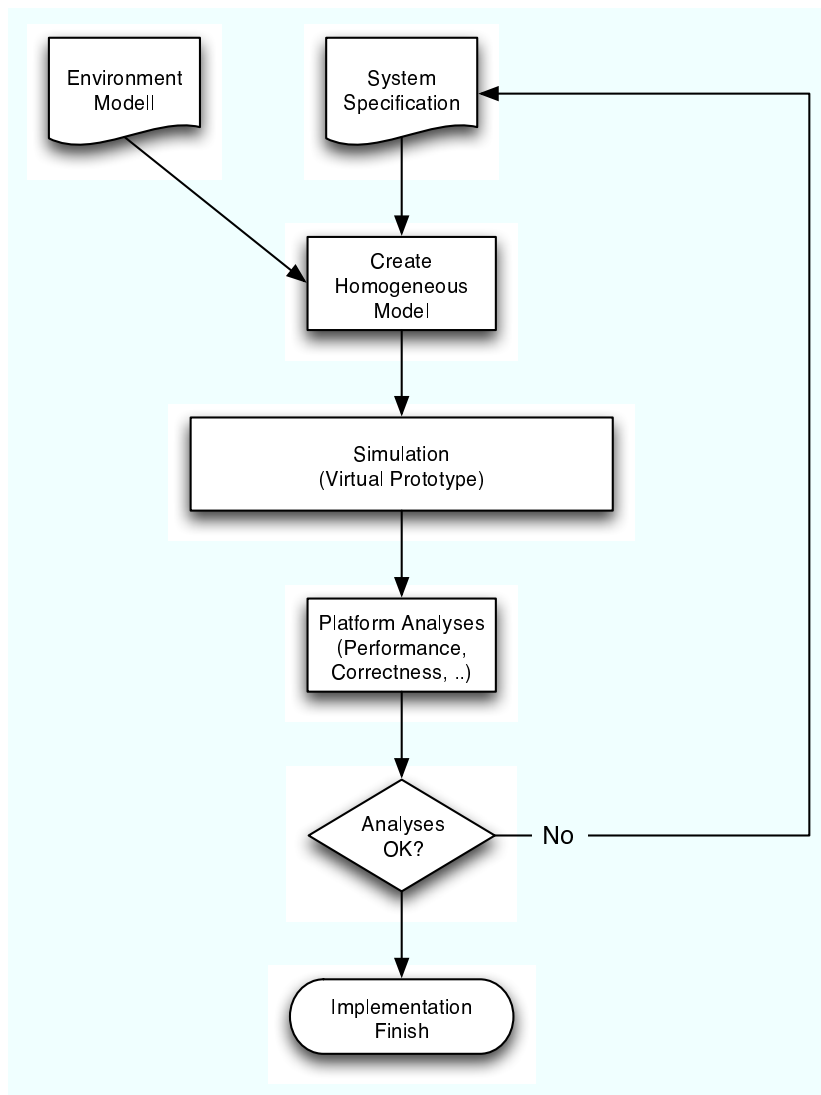 Environment
Modell
System
Specification
Create
Homogeneous
Model
Simulation
(Virtual Prototype)
Platform Analyses
(Performance,
Correctness, ..)
Analyses
OK?
No
Implementation
Finish